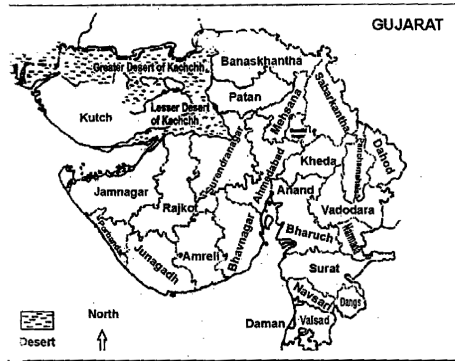 GUJARAT
Banaskhantha
Greater Desert of Kachchh
Patan
Sabarkantha
Mehsana
Lesser Desert
of Kachchh
Kutch
Surendranagar
Ahmedabad
Kheda
Panchamahals
Dahod
Jamnagar
Rajkot
Anand
Vadodara
Porbandar
Junagadh
Amreli
Bhavnagar
Bharuch
Narmada
Surat
Navsari
Dangs
Daman
Valsad
North
Desert